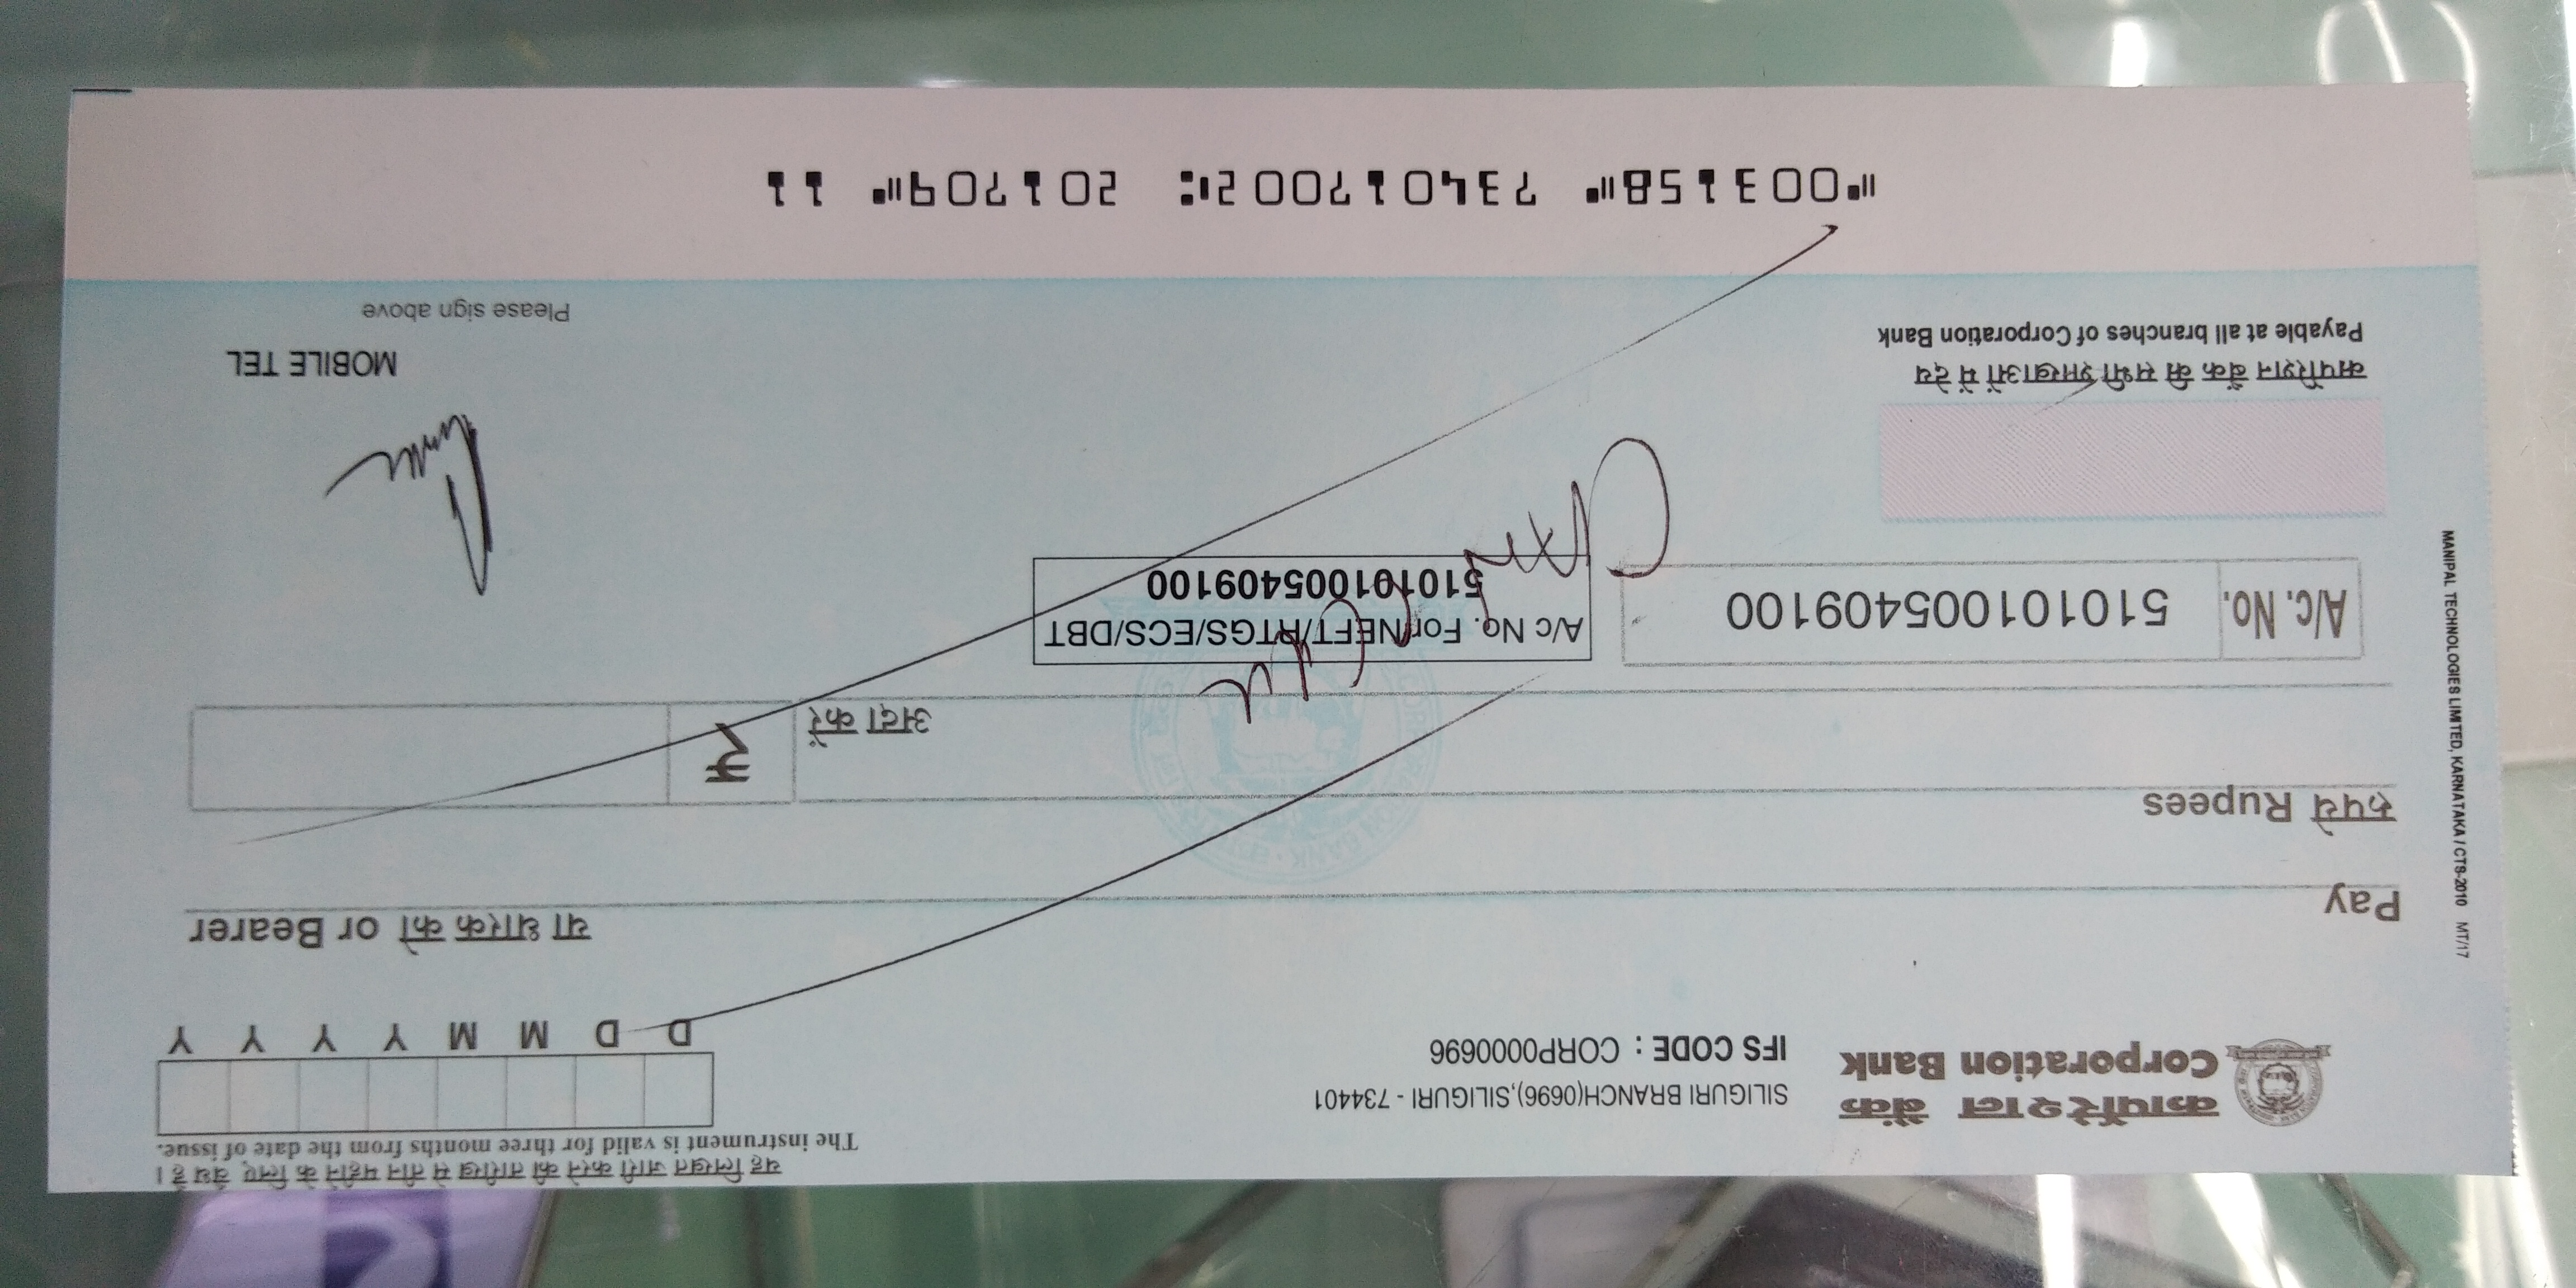 यह लिखत जारी करने की तारीख से तीन महीने के लिए वैध है।
The instrument is valid for three months from the date of issue.
कार्पोरेशन बैंक
Corporation Bank
SILIGURI BRANCH(0696),SILIGURI - 734401
IFS CODE : CORP0000696
D D M M Y Y Y Y
Pay
या धारक को or Bearer
रुपये Rupees
अदा करें
₹
A/c. No.
510101005409100
A/c No. For NEFT/RTGS/ECS/DBT
510101005409100
MOBILE TEL
कार्पोरेशन बैंक की सभी शाखाओं में देय
Payable at all branches of Corporation Bank
Please sign above
⑈003158⑈ 734017002⑆ 201709⑈ 11
MANIPAL TECHNOLOGIES LIMITED, KARNATAKA / CTS-2010 MT/17